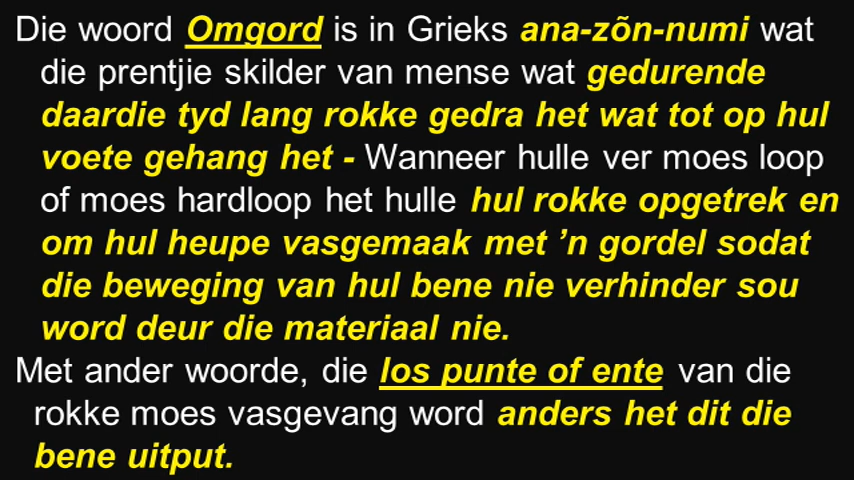 Die woord Omgord is in Grieks ana-zõn-numi wat
die prentjie skilder van mense wat gedurende
daardie tyd lang rokke gedra het wat tot op hul
voete gehang het - Wanneer hulle ver moes loop
of moes hardloop het hulle hul rokke opgetrek en
om hul heupe vasgemaak met ’n gordel sodat
die beweging van hul bene nie verhinder sou
word deur die materiaal nie.
Met ander woorde, die los punte of ente van die
rokke moes vasgevang word anders het dit die
bene uitput.